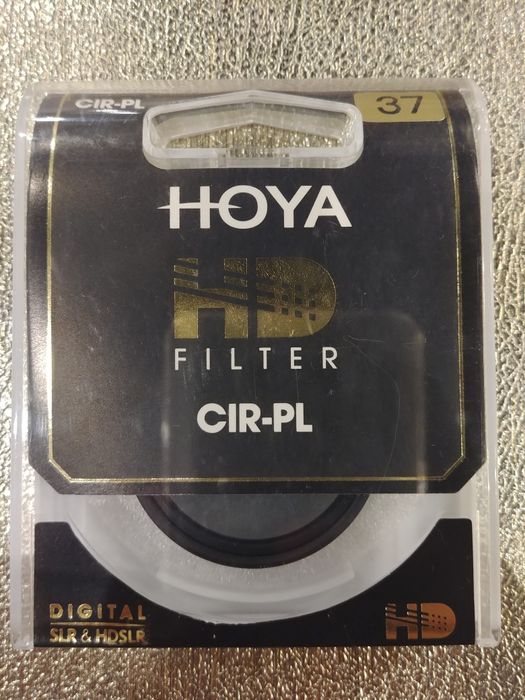 CIR-PL
37
HOYA
HD
FILTER
CIR-PL
DIGITAL
SLR & HDSLR
HD